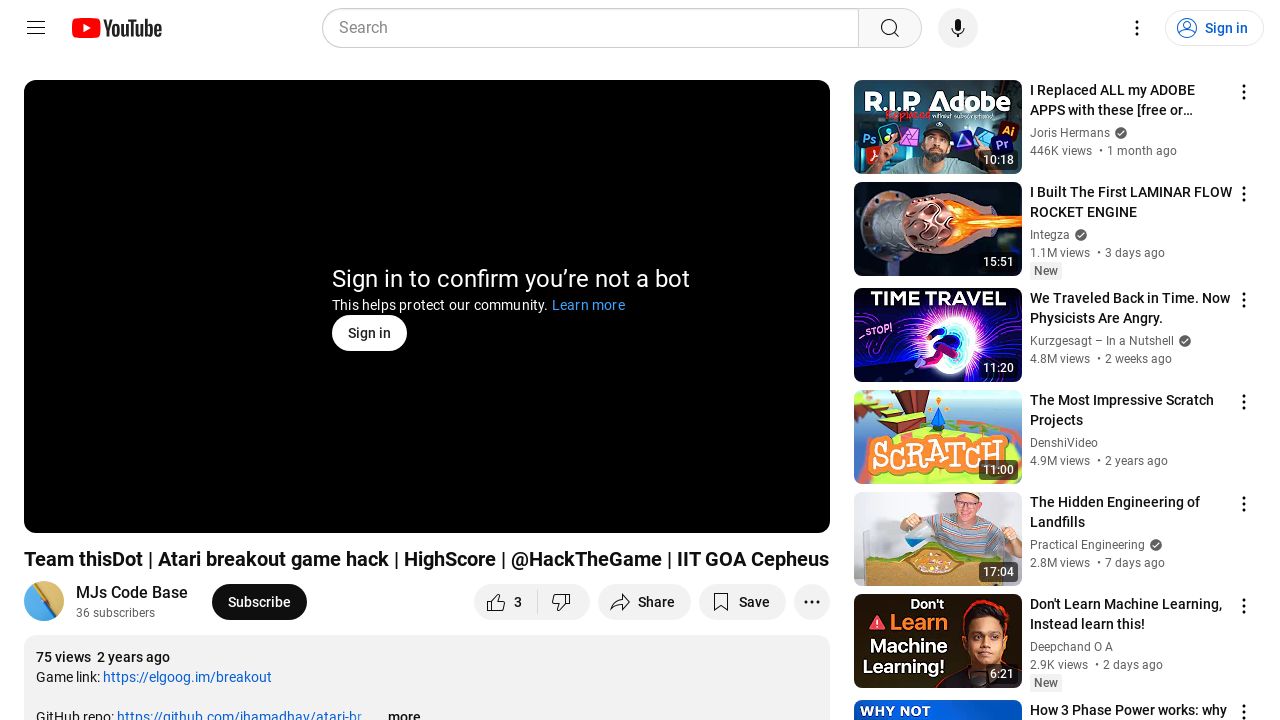 YouTube
Search
Sign in
Sign in to confirm you’re not a bot
This helps protect our community. Learn more
Sign in
Team thisDot | Atari breakout game hack | HighScore | @HackTheGame | IIT GOA Cepheus
MJs Code Base
36 subscribers
Subscribe
3
Share
Save
75 views 2 years ago
Game link: https://elgoog.im/breakout
GitHub repo: https://github.com/jhamadhav/atari-br
...more
R.I.P. Adobe
Replaced without subscriptions!
Ps
Ai
Pr
10:18
I Replaced ALL my ADOBE
APPS with these [free or…
Joris Hermans
446K views • 1 month ago
15:51
I Built The First LAMINAR FLOW
ROCKET ENGINE
Integza
1.1M views • 3 days ago
New
TIME TRAVEL
STOP!
11:20
We Traveled Back in Time. Now
Physicists Are Angry.
Kurzgesagt – In a Nutshell
4.8M views • 2 weeks ago
SCRATCH
11:00
The Most Impressive Scratch
Projects
DenshiVideo
4.9M views • 2 years ago
17:04
The Hidden Engineering of
Landfills
Practical Engineering
2.8M views • 7 days ago
Don't
Learn
Machine
Learning!
6:21
Don't Learn Machine Learning,
Instead learn this!
Deepchand O A
2.9K views • 2 days ago
New
WHY NOT
How 3 Phase Power works: why